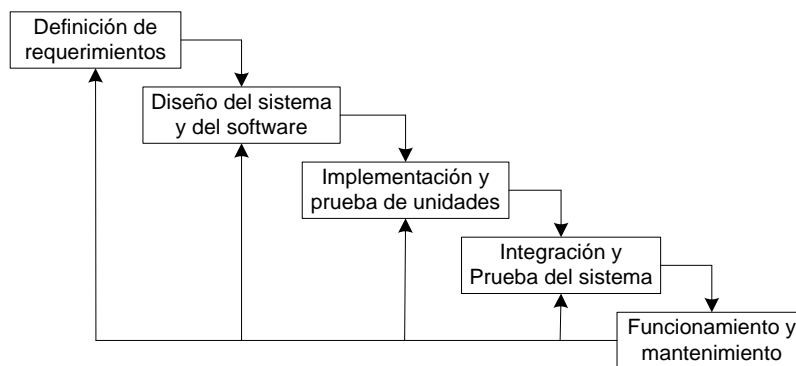 Definición de
requerimientos
Diseño del sistema
y del software
Implementación y
prueba de unidades
Integración y
Prueba del sistema
Funcionamiento y
mantenimiento